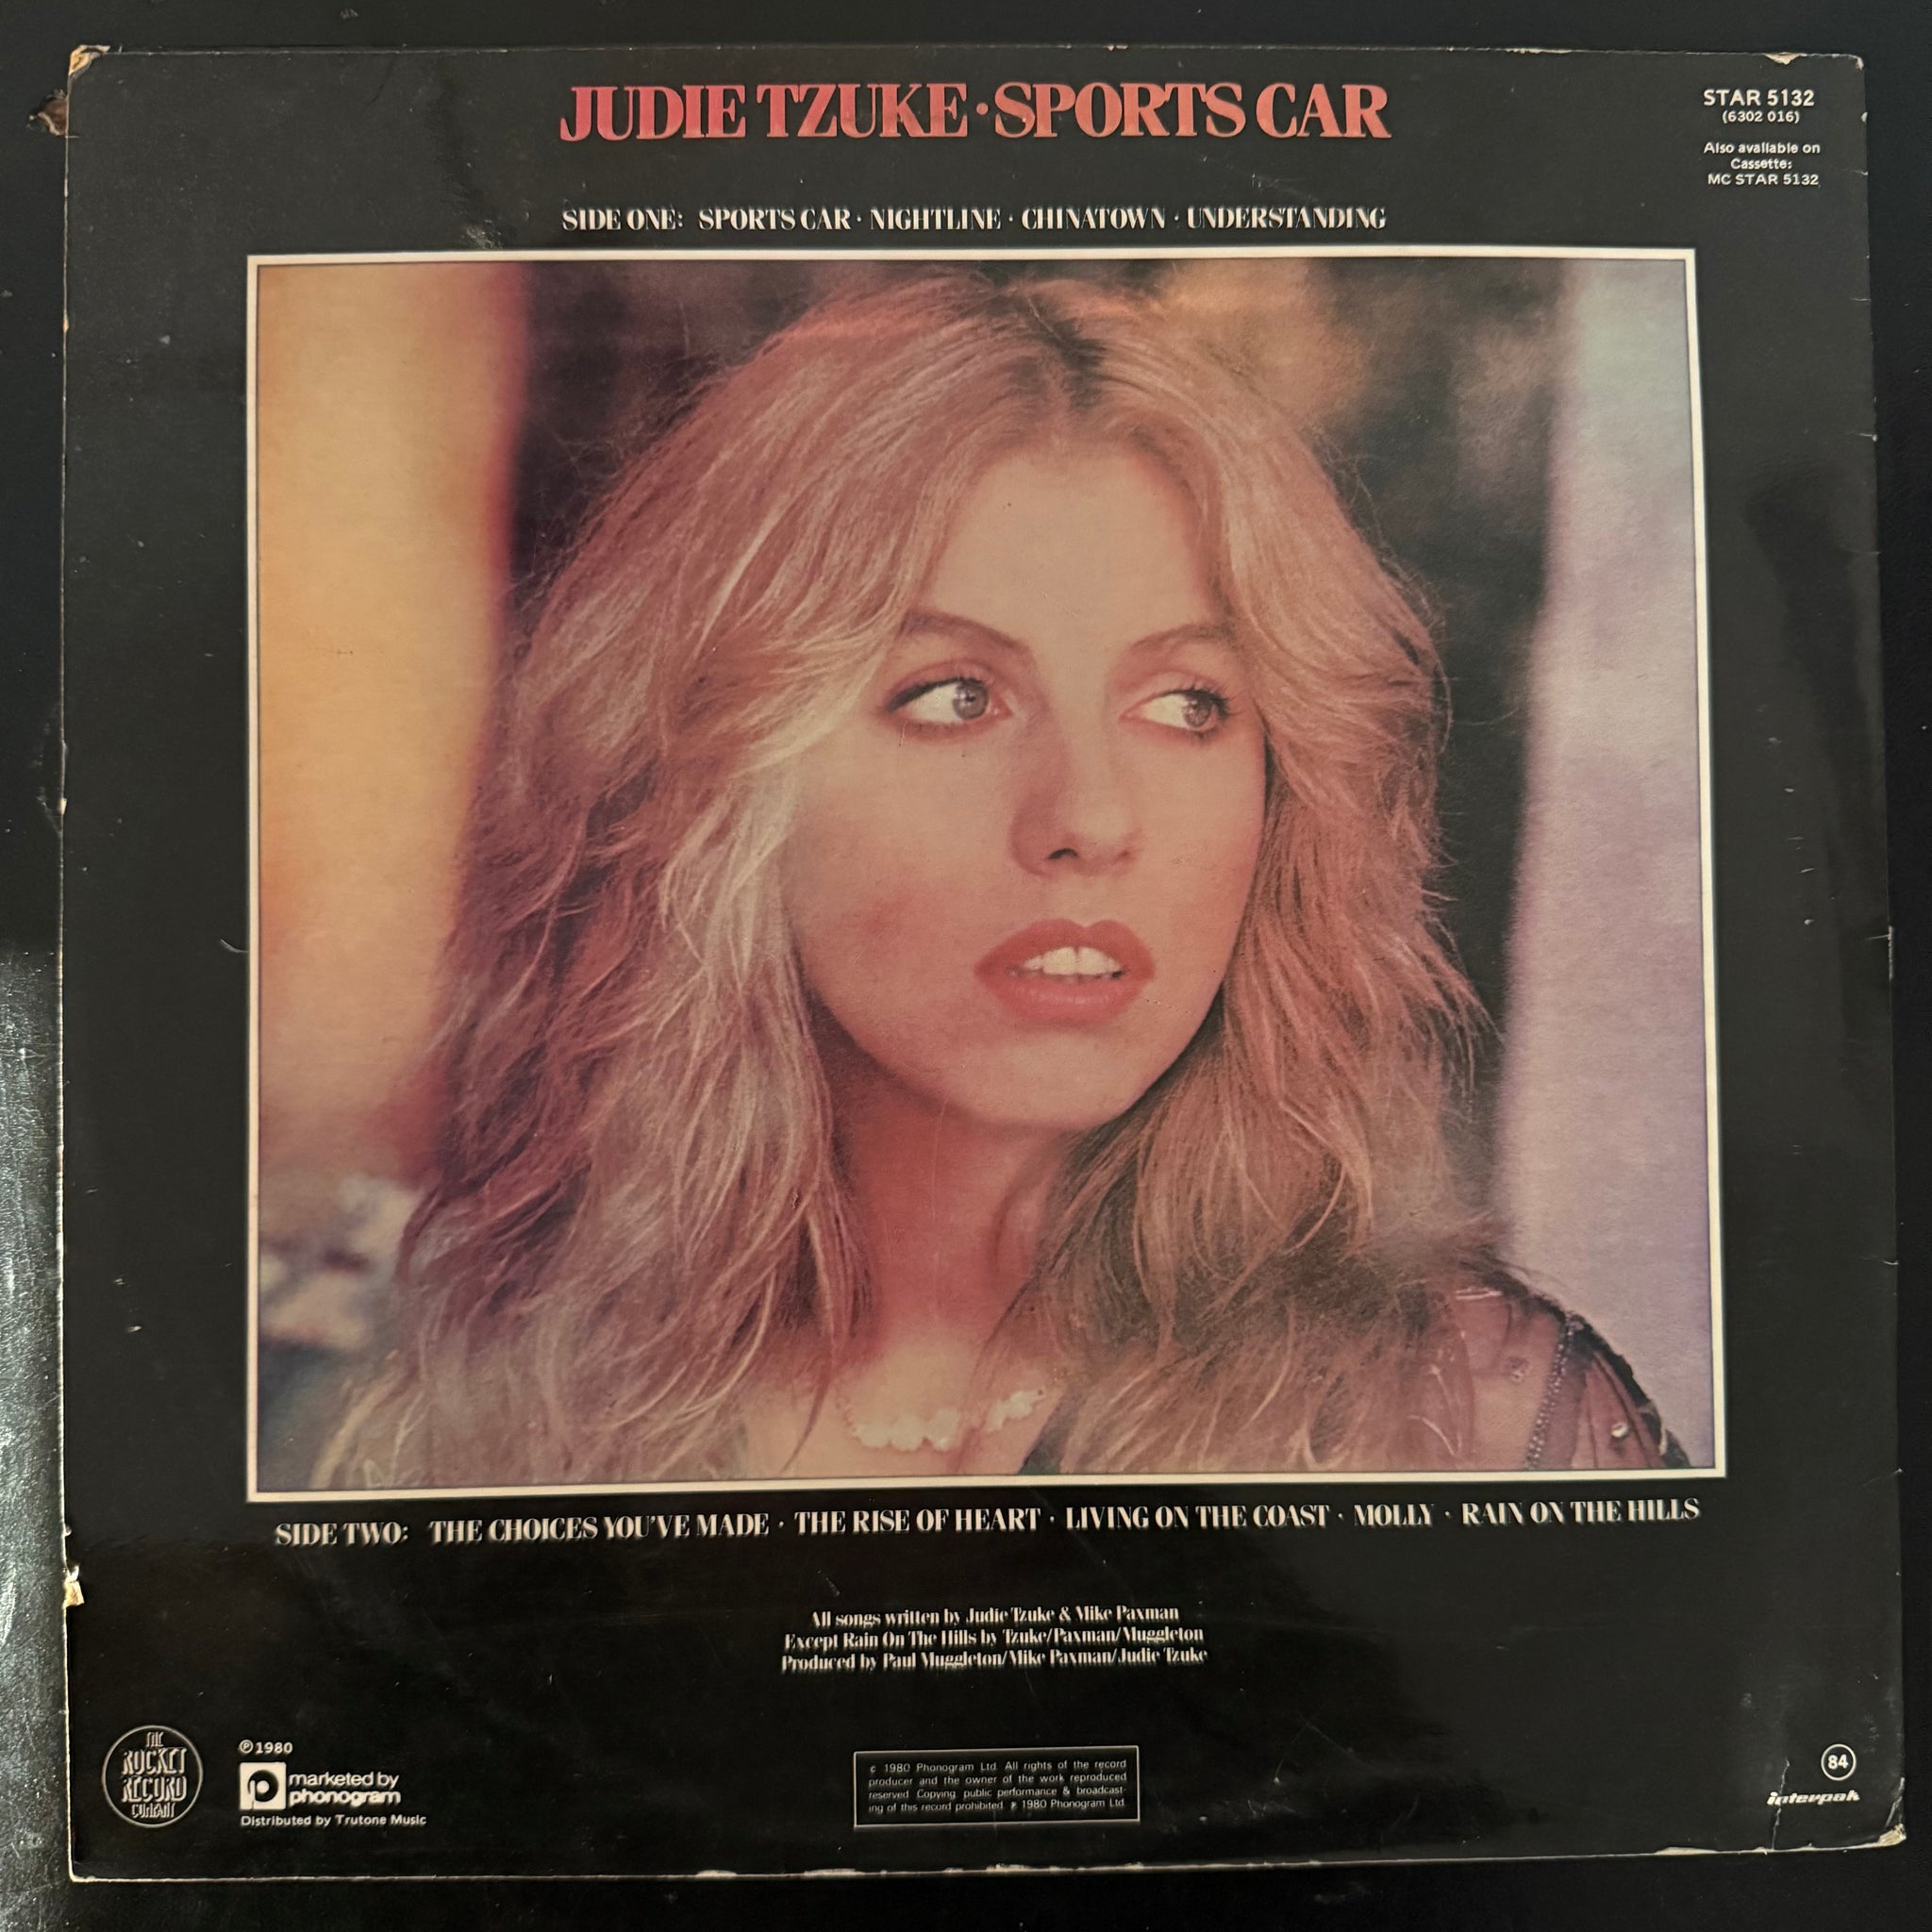 JUDIE TZUKE · SPORTS CAR
STAR 5132
(6302 016)
Also available on
Cassette:
MC STAR 5132
SIDE ONE: SPORTS CAR · NIGHTLINE · CHINATOWN · UNDERSTANDING
SIDE TWO: THE CHOICES YOU'VE MADE · THE RISE OF HEART · LIVING ON THE COAST · MOLLY · RAIN ON THE HILLS
All songs written by Judie Tzuke & Mike Paxman
Except Rain On The Hills by Tzuke/Paxman/Muggleton
Produced by Paul Muggleton/Mike Paxman/Judie Tzuke
THE
ROCKET
RECORD
COMPANY
℗1980
marketed by
phonogram
Distributed by Trutone Music
c 1980 Phonogram Ltd. All rights of the record
producer and the owner of the work reproduced
reserved. Copying, public performance & broadcast-
ing of this record prohibited. ℗ 1980 Phonogram Ltd.
84
interpak